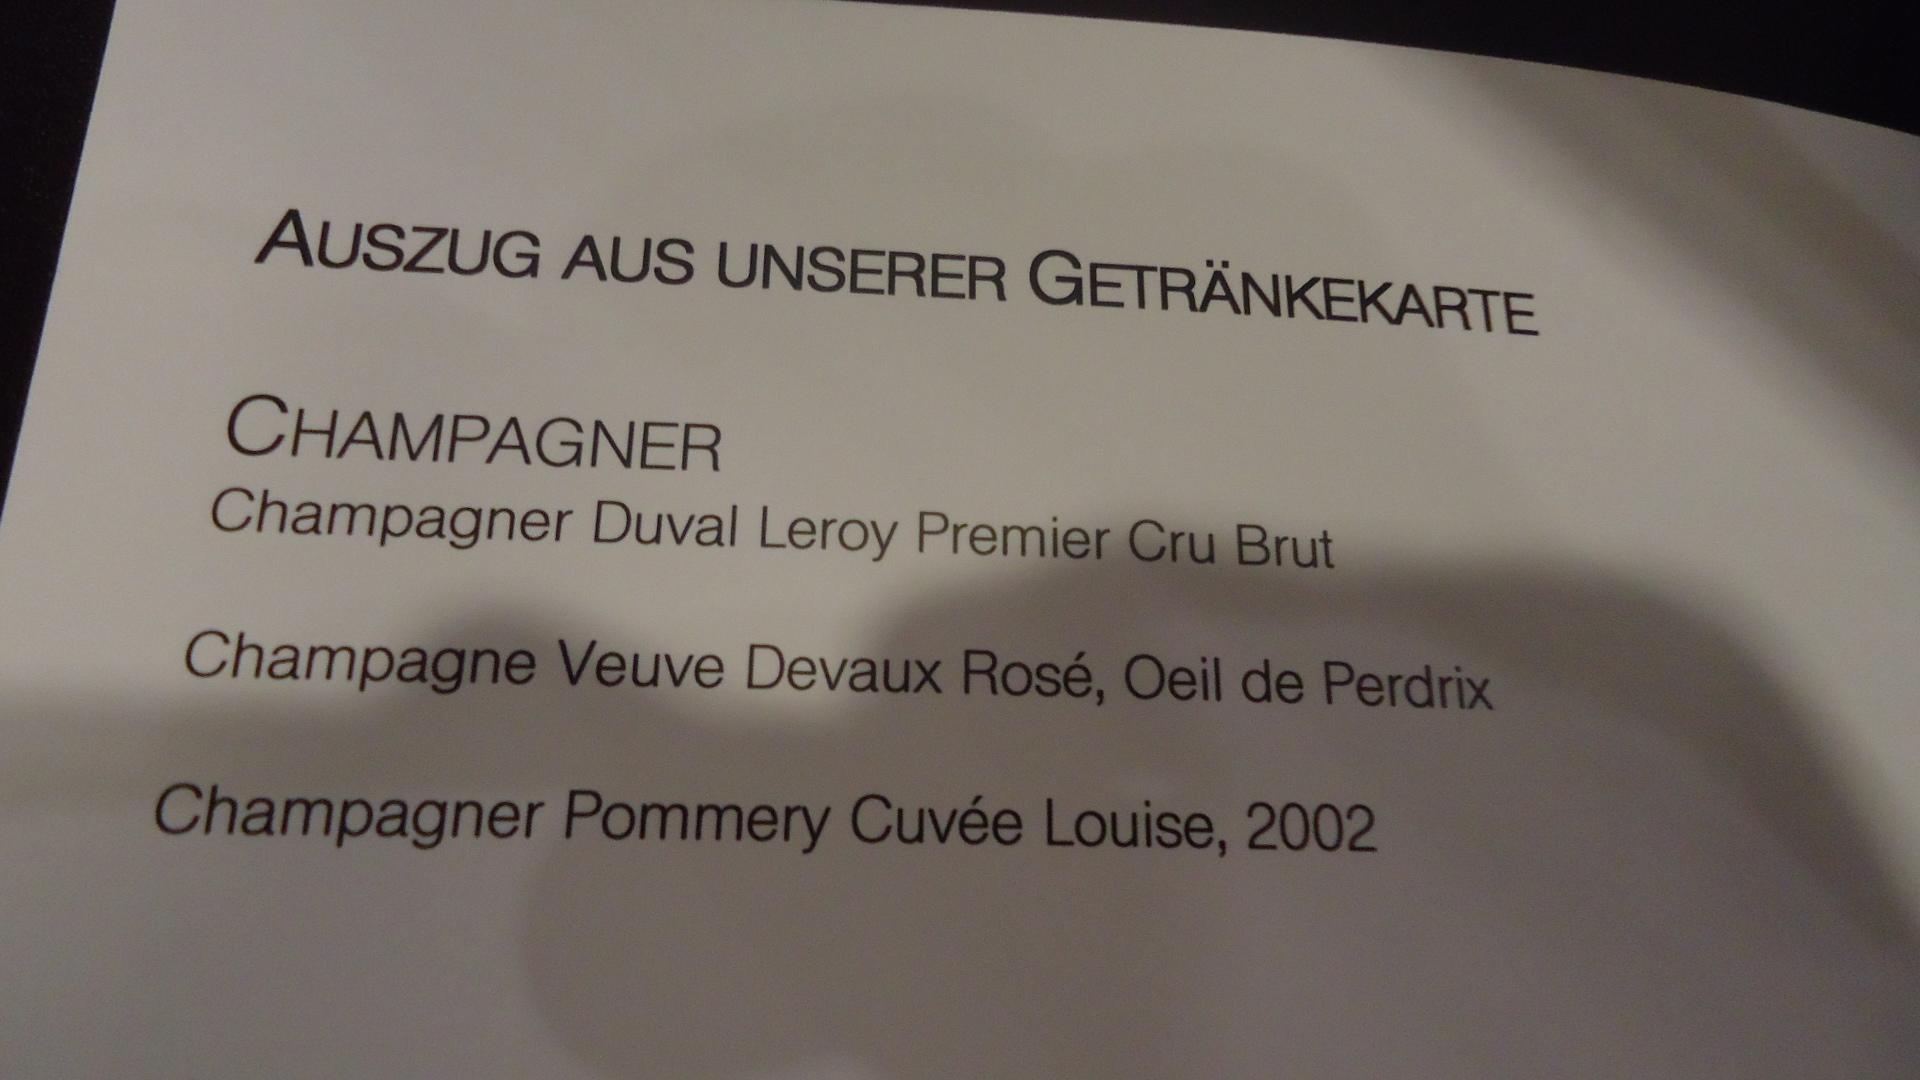 AUSZUG AUS UNSERER GETRÄNKEKARTE
CHAMPAGNER
Champagner Duval Leroy Premier Cru Brut
Champagne Veuve Devaux Rosé, Oeil de Perdrix
Champagner Pommery Cuvée Louise, 2002